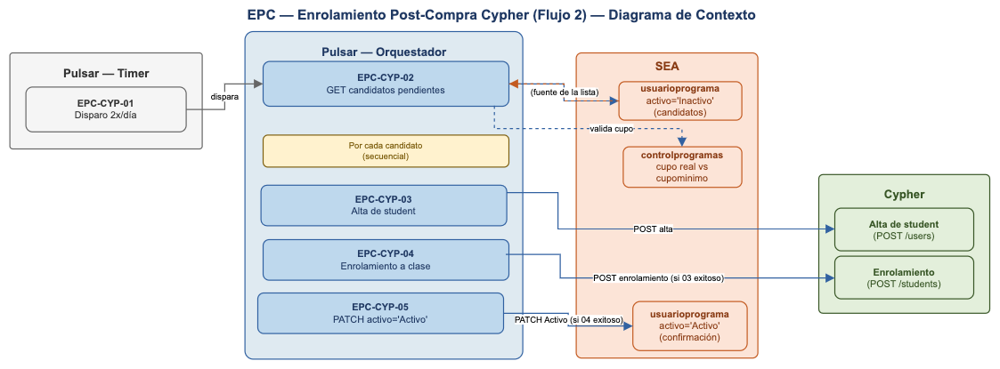 EPC — Enrolamiento Post-Compra Cypher (Flujo 2) — Diagrama de Contexto
Pulsar — Timer
EPC-CYP-01
Disparo 2x/día
dispara
Pulsar — Orquestador
EPC-CYP-02
GET candidatos pendientes
Por cada candidato
(secuencial)
EPC-CYP-03
Alta de student
EPC-CYP-04
Enrolamiento a clase
EPC-CYP-05
PATCH activo='Activo'
(fuente de la lista)
valida cupo
POST alta
POST enrolamiento (si 03 exitoso)
PATCH Activo (si 04 exitoso)
SEA
usuarioprograma
activo='Inactivo'
(candidatos)
controlprogramas
cupo real vs
cupominimo
usuarioprograma
activo='Activo'
(confirmación)
Cypher
Alta de student
(POST /users)
Enrolamiento
(POST /students)